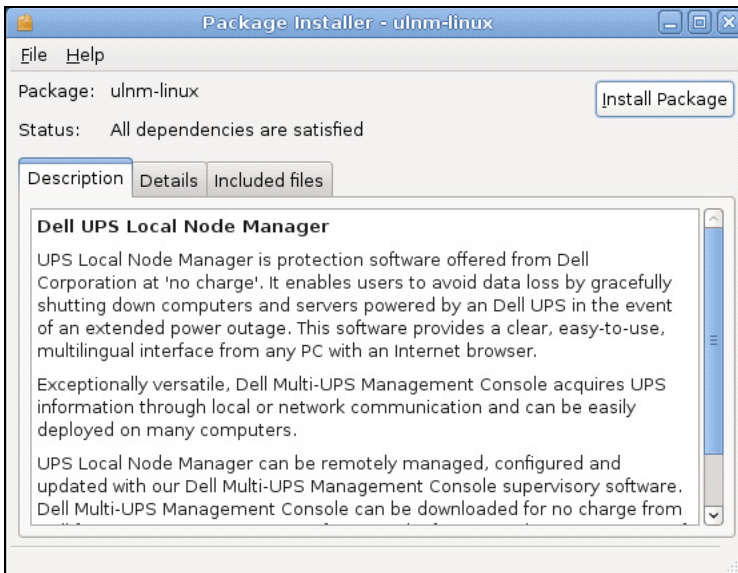 Package Installer - ulnm-linux
File Help
Package: ulnm-linux
Install Package
Status: All dependencies are satisfied
Description Details Included files
Dell UPS Local Node Manager
UPS Local Node Manager is protection software offered from Dell
Corporation at 'no charge'. It enables users to avoid data loss by gracefully
shutting down computers and servers powered by an Dell UPS in the event
of an extended power outage. This software provides a clear, easy-to-use,
multilingual interface from any PC with an Internet browser.
Exceptionally versatile, Dell Multi-UPS Management Console acquires UPS
information through local or network communication and can be easily
deployed on many computers.
UPS Local Node Manager can be remotely managed, configured and
updated with our Dell Multi-UPS Management Console supervisory software.
Dell Multi-UPS Management Console can be downloaded for no charge from